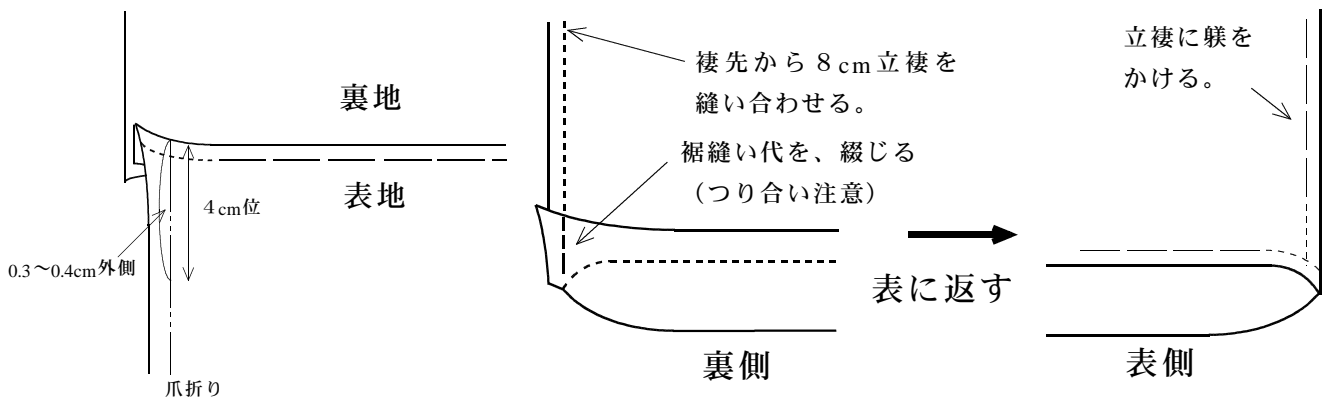 裏地
表地
4cm位
0.3〜0.4cm外側
爪折り
褄先から8cm立褄を
縫い合わせる。
裾縫い代を、綴じる
（つり合い注意）
裏側
表に返す
立褄に躾を
かける。
表側